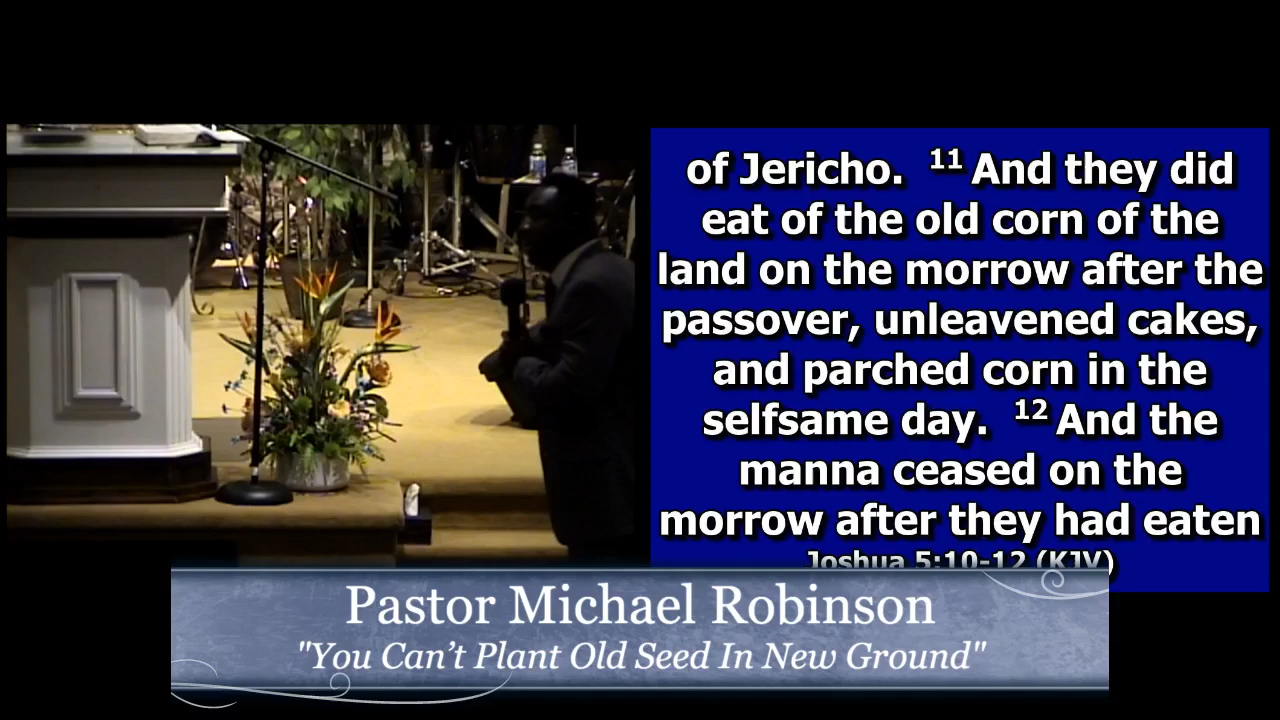 of Jericho. 11 And they did
eat of the old corn of the
land on the morrow after the
passover, unleavened cakes,
and parched corn in the
selfsame day. 12 And the
manna ceased on the
morrow after they had eaten
Joshua 5:10-12 (KJV)
Pastor Michael Robinson
"You Can't Plant Old Seed In New Ground"